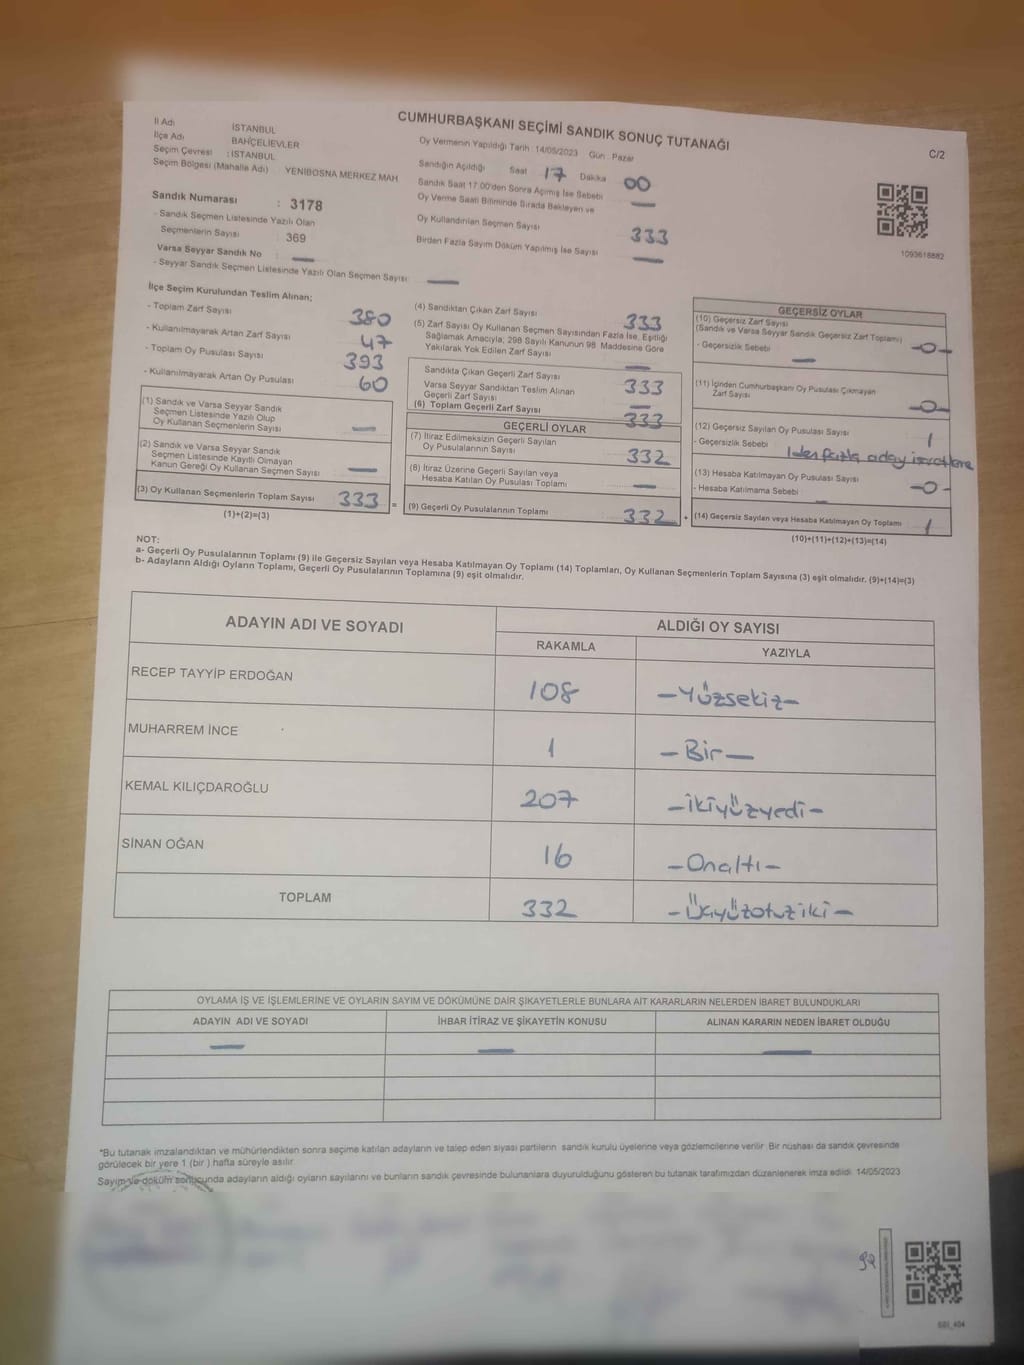 CUMHURBAŞKANI SEÇİMİ SANDIK SONUÇ TUTANAĞI
C/2
İl Adı İSTANBUL
İlçe Adı BAHÇELİEVLER
Seçim Çevresi : İSTANBUL
Seçim Bölgesi (Mahalle Adı) YENİBOSNA MERKEZ MAH
Sandık Numarası : 3178
- Sandık Seçmen Listesinde Yazılı Olan
Seçmenlerin Sayısı : 369
Varsa Seyyar Sandık No : —
- Seyyar Sandık Seçmen Listesinde Yazılı Olan Seçmen Sayısı : —
Oy Vermenin Yapıldığı Tarih : 14/05/2023 Gün : Pazar
Sandığın Açıldığı Saat 17 Dakika 00
Sandık Saat 17.00'den Sonra Açılmış İse Sebebi —
Oy Verme Saati Bitiminde Sırada Bekleyen ve
Oy Kullandırılan Seçmen Sayısı 333
Birden Fazla Sayım Döküm Yapılmış İse Sayısı —
1093618882
İlçe Seçim Kurulundan Teslim Alınan;
- Toplam Zarf Sayısı 380
- Kullanılmayarak Artan Zarf Sayısı 47
- Toplam Oy Pusulası Sayısı 393
- Kullanılmayarak Artan Oy Pusulası 60
(1) Sandık ve Varsa Seyyar Sandık
Seçmen Listesinde Yazılı Olup
Oy Kullanan Seçmenlerin Sayısı —
(2) Sandık ve Varsa Seyyar Sandık
Seçmen Listesinde Kayıtlı Olmayan
Kanun Gereği Oy Kullanan Seçmen Sayısı —
(3) Oy Kullanan Seçmenlerin Toplam Sayısı 333 =
(1)+(2)=(3)
(4) Sandıktan Çıkan Zarf Sayısı 333
(5) Zarf Sayısı Oy Kullanan Seçmen Sayısından Fazla İse, Eşitliği
Sağlamak Amacıyla, 298 Sayılı Kanunun 98. Maddesine Göre
Yakılarak Yok Edilen Zarf Sayısı —
Sandıkta Çıkan Geçerli Zarf Sayısı 333
Varsa Seyyar Sandıktan Teslim Alınan
Geçerli Zarf Sayısı —
(6) Toplam Geçerli Zarf Sayısı 333
GEÇERLİ OYLAR
(7) İtiraz Edilmeksizin Geçerli Sayılan
Oy Pusulalarının Sayısı 332
(8) İtiraz Üzerine Geçerli Sayılan veya
Hesaba Katılan Oy Pusulası Toplamı —
(9) Geçerli Oy Pusulalarının Toplamı 332 +
GEÇERSİZ OYLAR
(10) Geçersiz Zarf Sayısı
(Sandık ve Varsa Seyyar Sandık Geçersiz Zarf Toplamı) -0-
- Geçersizlik Sebebi —
(11) İçinden Cumhurbaşkanı Oy Pusulası Çıkmayan
Zarf Sayısı -0-
(12) Geçersiz Sayılan Oy Pusulası Sayısı 1
- Geçersizlik Sebebi 1 den fazla aday
(13) Hesaba Katılmayan Oy Pusulası Sayısı -0-
- Hesaba Katılmama Sebebi —
(14) Geçersiz Sayılan veya Hesaba Katılmayan Oy Toplamı 1
(10)+(11)+(12)+(13)=(14)
NOT:
a- Geçerli Oy Pusulalarının Toplamı (9) ile Geçersiz Sayılan veya Hesaba Katılmayan Oy Toplamı (14) Toplamları, Oy Kullanan Seçmenlerin Toplam Sayısına (3) eşit olmalıdır. (9)+(14)=(3)
b- Adayların Aldığı Oyların Toplamı, Geçerli Oy Pusulalarının Toplamına (9) eşit olmalıdır.
ADAYIN ADI VE SOYADI ALDIĞI OY SAYISI
RAKAMLA YAZIYLA
RECEP TAYYİP ERDOĞAN 108 -Yüzsekiz-
MUHARREM İNCE 1 -Bir-
KEMAL KILIÇDAROĞLU 207 -ikiyüzyedi-
SİNAN OĞAN 16 -Onaltı-
TOPLAM 332 -Üçyüzotuziki-
OYLAMA İŞ VE İŞLEMLERİNE VE OYLARIN SAYIM VE DÖKÜMÜNE DAİR ŞİKAYETLERLE BUNLARA AİT KARARLARIN NELERDEN İBARET BULUNDUKLARI
ADAYIN ADI VE SOYADI İHBAR İTİRAZ VE ŞİKAYETİN KONUSU ALINAN KARARIN NEDEN İBARET OLDUĞU
— — —
*Bu tutanak imzalandıktan ve mühürlendikten sonra seçime katılan adayların ve talep eden siyasi partilerin sandık kurulu üyelerine veya gözlemcilerine verilir. Bir nüshası da sandık çevresinde
görülecek bir yere 1 (bir ) hafta süreyle asılır.
Sayım ve döküm sonucunda adayların aldığı oyların sayılarını ve bunların sandık çevresinde bulunanlara duyurulduğunu gösteren bu tutanak tarafımızdan düzenlenerek imza edildi. 14/05/2023